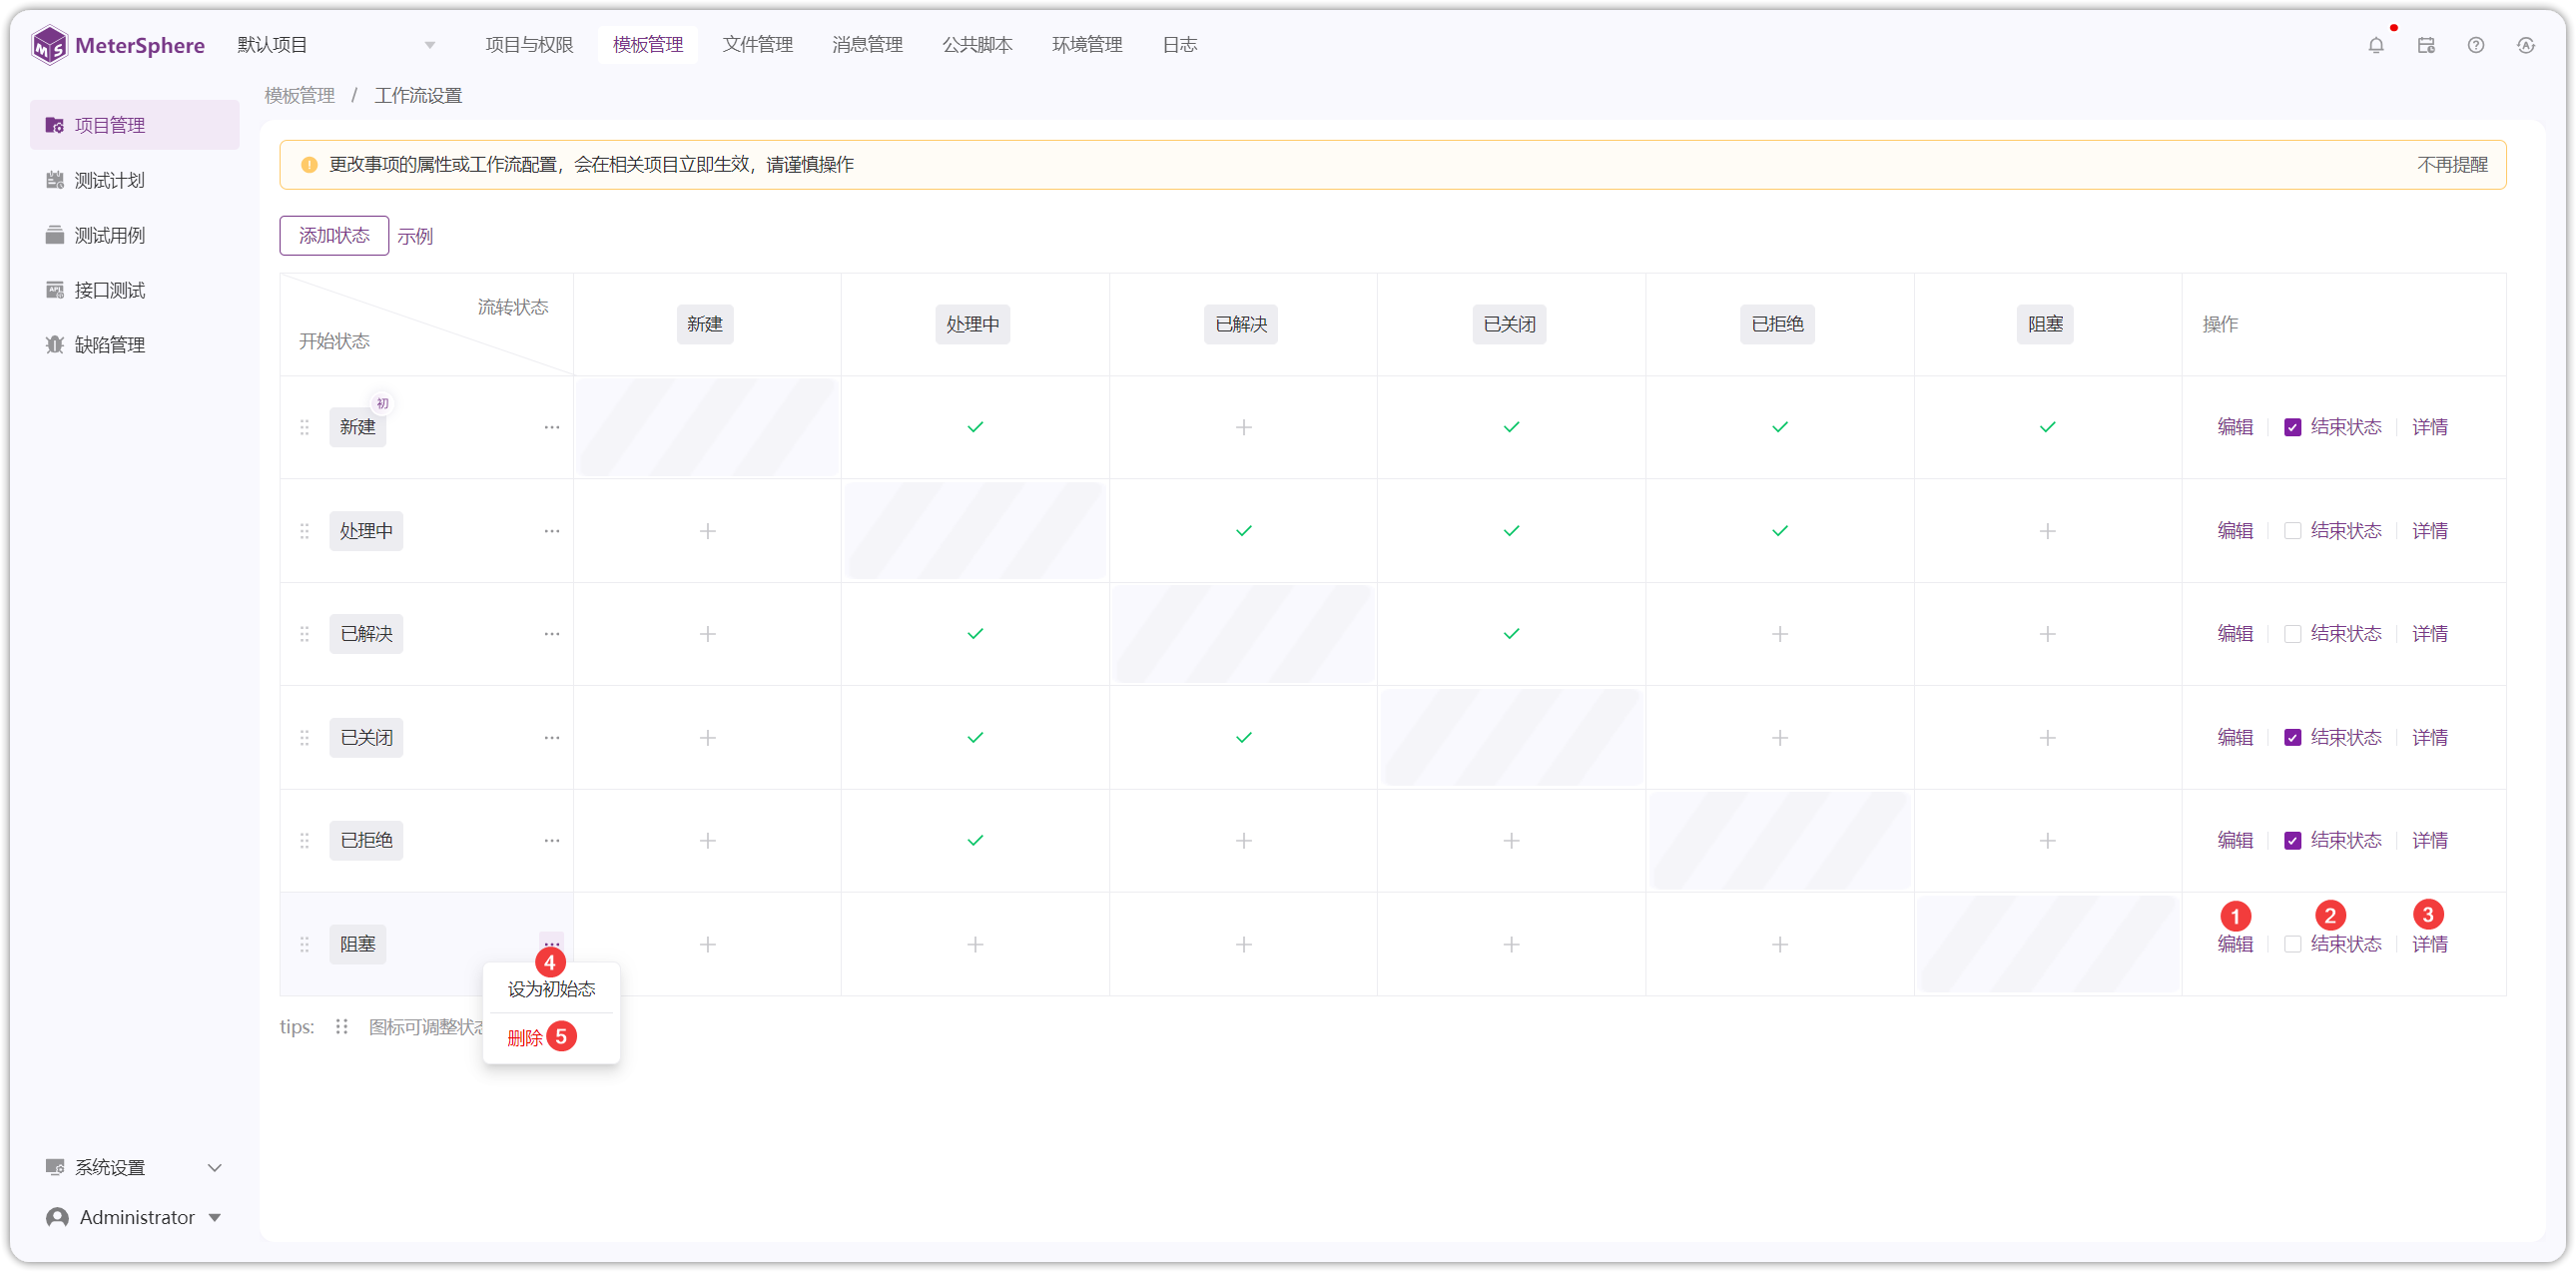 MeterSphere 默认项目 项目与权限 模板管理 文件管理 消息管理 公共脚本 环境管理 日志
模板管理 / 工作流设置
项目管理
测试计划
测试用例
接口测试
缺陷管理
更改事项的属性或工作流配置，会在相关项目立即生效，请谨慎操作 不再提醒
添加状态 示例
流转状态
开始状态
新建 处理中 已解决 已关闭 已拒绝 阻塞 操作
新建 初 编辑 结束状态 详情
处理中 编辑 结束状态 详情
已解决 编辑 结束状态 详情
已关闭 编辑 结束状态 详情
已拒绝 编辑 结束状态 详情
1 2 3
阻塞 编辑 结束状态 详情
4
设为初始态
删除 5
tips: 图标可调整状态
系统设置
Administrator